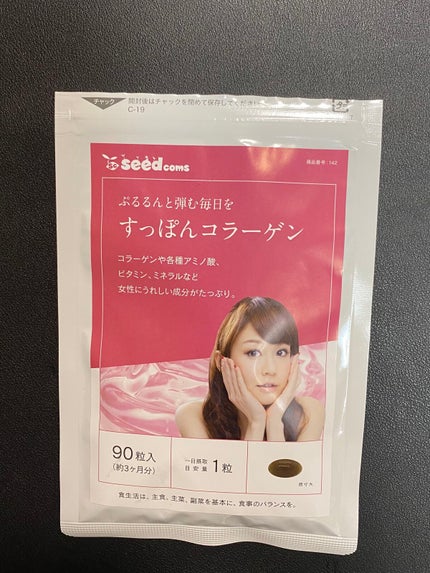 チャック
開封後はチャックを閉めて保存してください
C-19
seedcoms
商品番号:142
ぷるるんと弾む毎日を
すっぽんコラーゲン
コラーゲンや各種アミノ酸、
ビタミン、ミネラルなど
女性にうれしい成分がたっぷり。
90粒入
(約3ヶ月分)
一日摂取
目安量 1粒
原寸大
食生活は、主食、主菜、副菜を基本に、食事のバランスを。